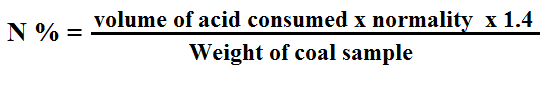 N % = volume of acid consumed x normality x 1.4
Weight of coal sample